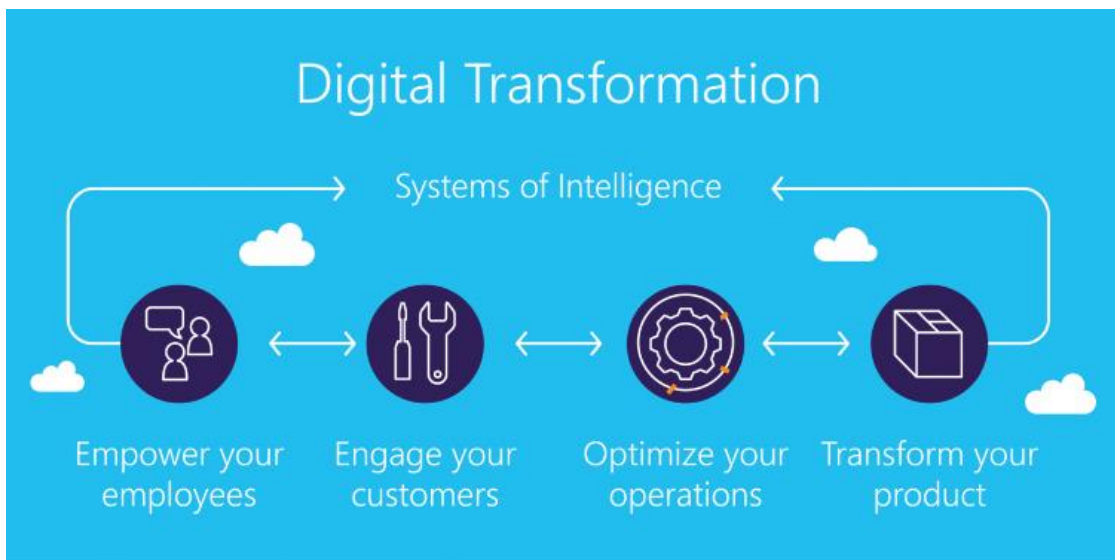 Digital Transformation
Systems of Intelligence
Empower your
employees
Engage your
customers
Optimize your
operations
Transform your
product